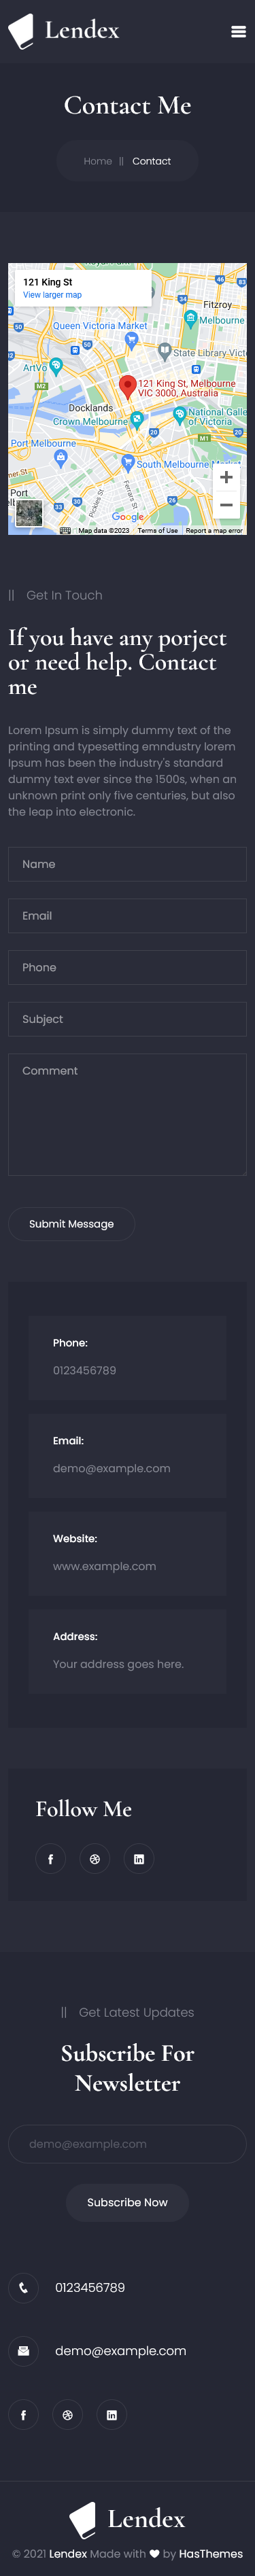 Lendex
Contact Me
Home || Contact
121 King St
View larger map
Fitzroy
Queen Victoria Market
Melbourne
State Library Vict
ArtVo
M2
Docklands
121 King St, Melbourne
VIC 3000, Australia
Crown Melbourne
National Galle
of Victoria
Port Melbourne
M1
South Melbourne Market
Port
Pickles St
Ferrars St
Google
Map data ©2023 Terms of Use Report a map error
|| Get In Touch
If you have any porject
or need help. Contact
me
Lorem Ipsum is simply dummy text of the
printing and typesetting emndustry lorem
Ipsum has been the industry's standard
dummy text ever since the 1500s, when an
unknown print only five centuries, but also
the leap into electronic.
Name
Email
Phone
Subject
Comment
Submit Message
Phone:
0123456789
Email:
demo@example.com
Website:
www.example.com
Address:
Your address goes here.
Follow Me
|| Get Latest Updates
Subscribe For
Newsletter
demo@example.com
Subscribe Now
0123456789
demo@example.com
Lendex
© 2021 Lendex Made with ♥ by HasThemes